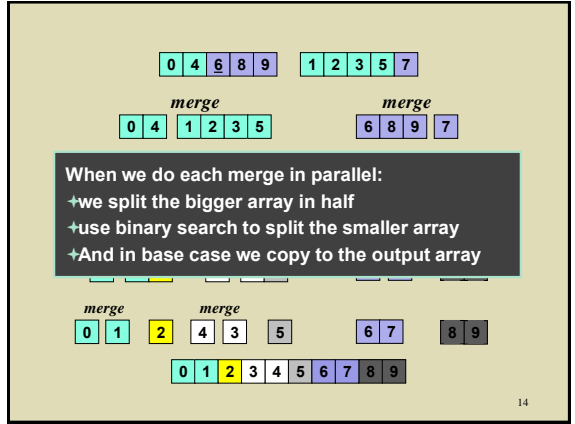 0 4 6 8 9 1 2 3 5 7
merge merge
0 4 1 2 3 5 6 8 9 7
When we do each merge in parallel:
we split the bigger array in half
use binary search to split the smaller array
And in base case we copy to the output array
merge merge
0 1 2 4 3 5 6 7 8 9
0 1 2 3 4 5 6 7 8 9
14